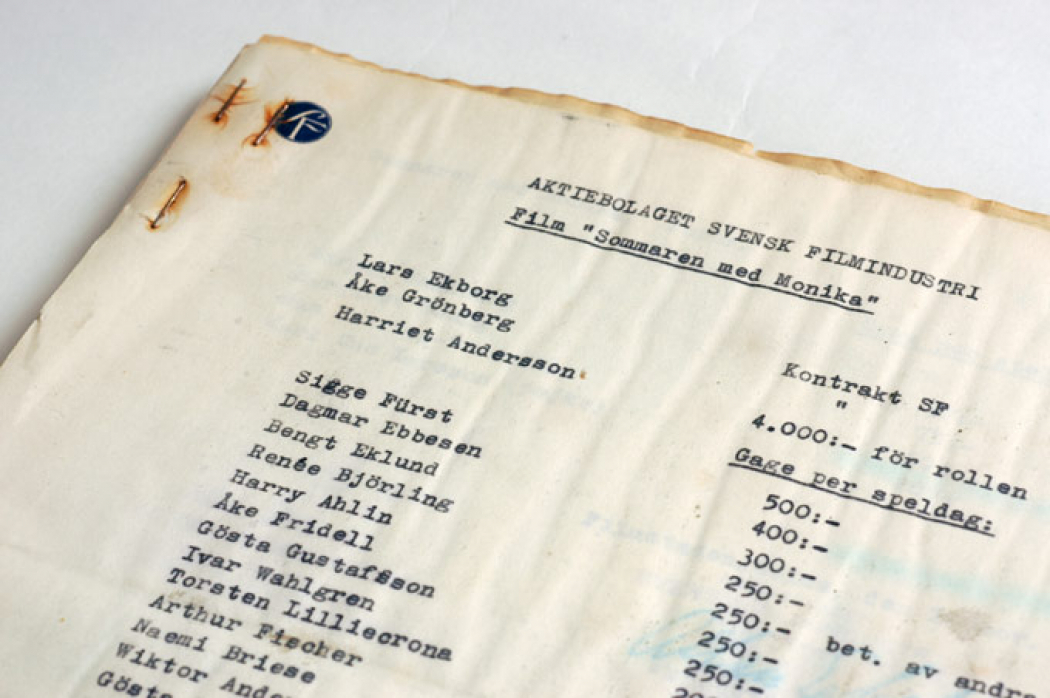 AKTIEBOLAGET SVENSK FILMINDUSTRI
Film "Sommaren med Monika"
Lars Ekborg Kontrakt SF
Åke Grönberg "
Harriet Andersson 4.000:- för rollen
Gage per speldag:
Sigge Fürst 500:-
Dagmar Ebbesen 400:-
Bengt Eklund 300:-
Renée Björling 250:-
Harry Ahlin 250:- bet. av
Åke Fridell 250:-
Gösta Gustafsson 250:-
Ivar Wahlgren
Torsten Lilliecrona
Arthur Fischer
Naemi Briese
Wiktor
Gösta